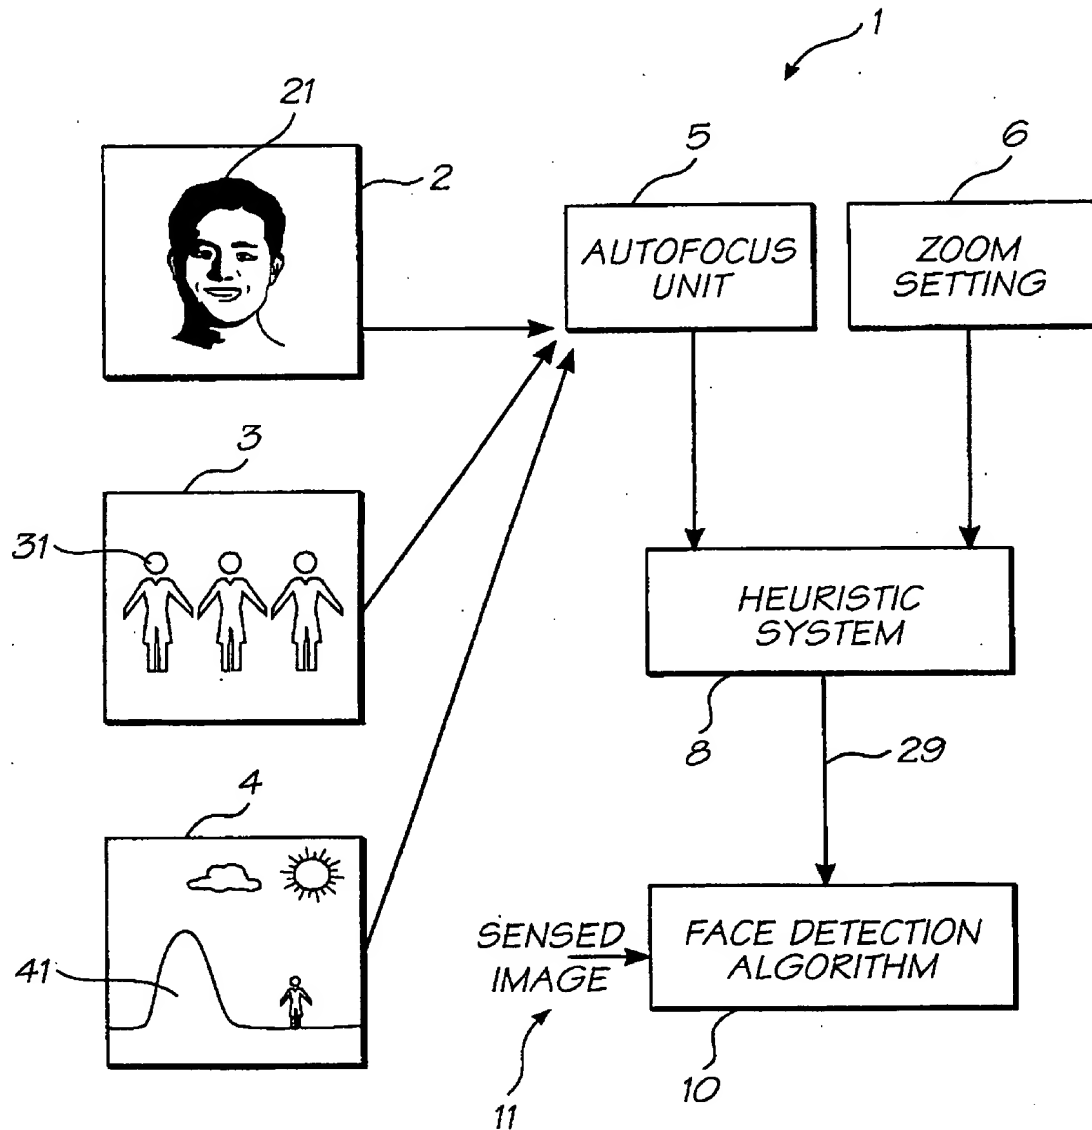 1
21
2
5
6
AUTOFOCUS
UNIT
ZOOM
SETTING
3
31
HEURISTIC
SYSTEM
8
29
4
41
SENSED
IMAGE
FACE DETECTION
ALGORITHM
11
10